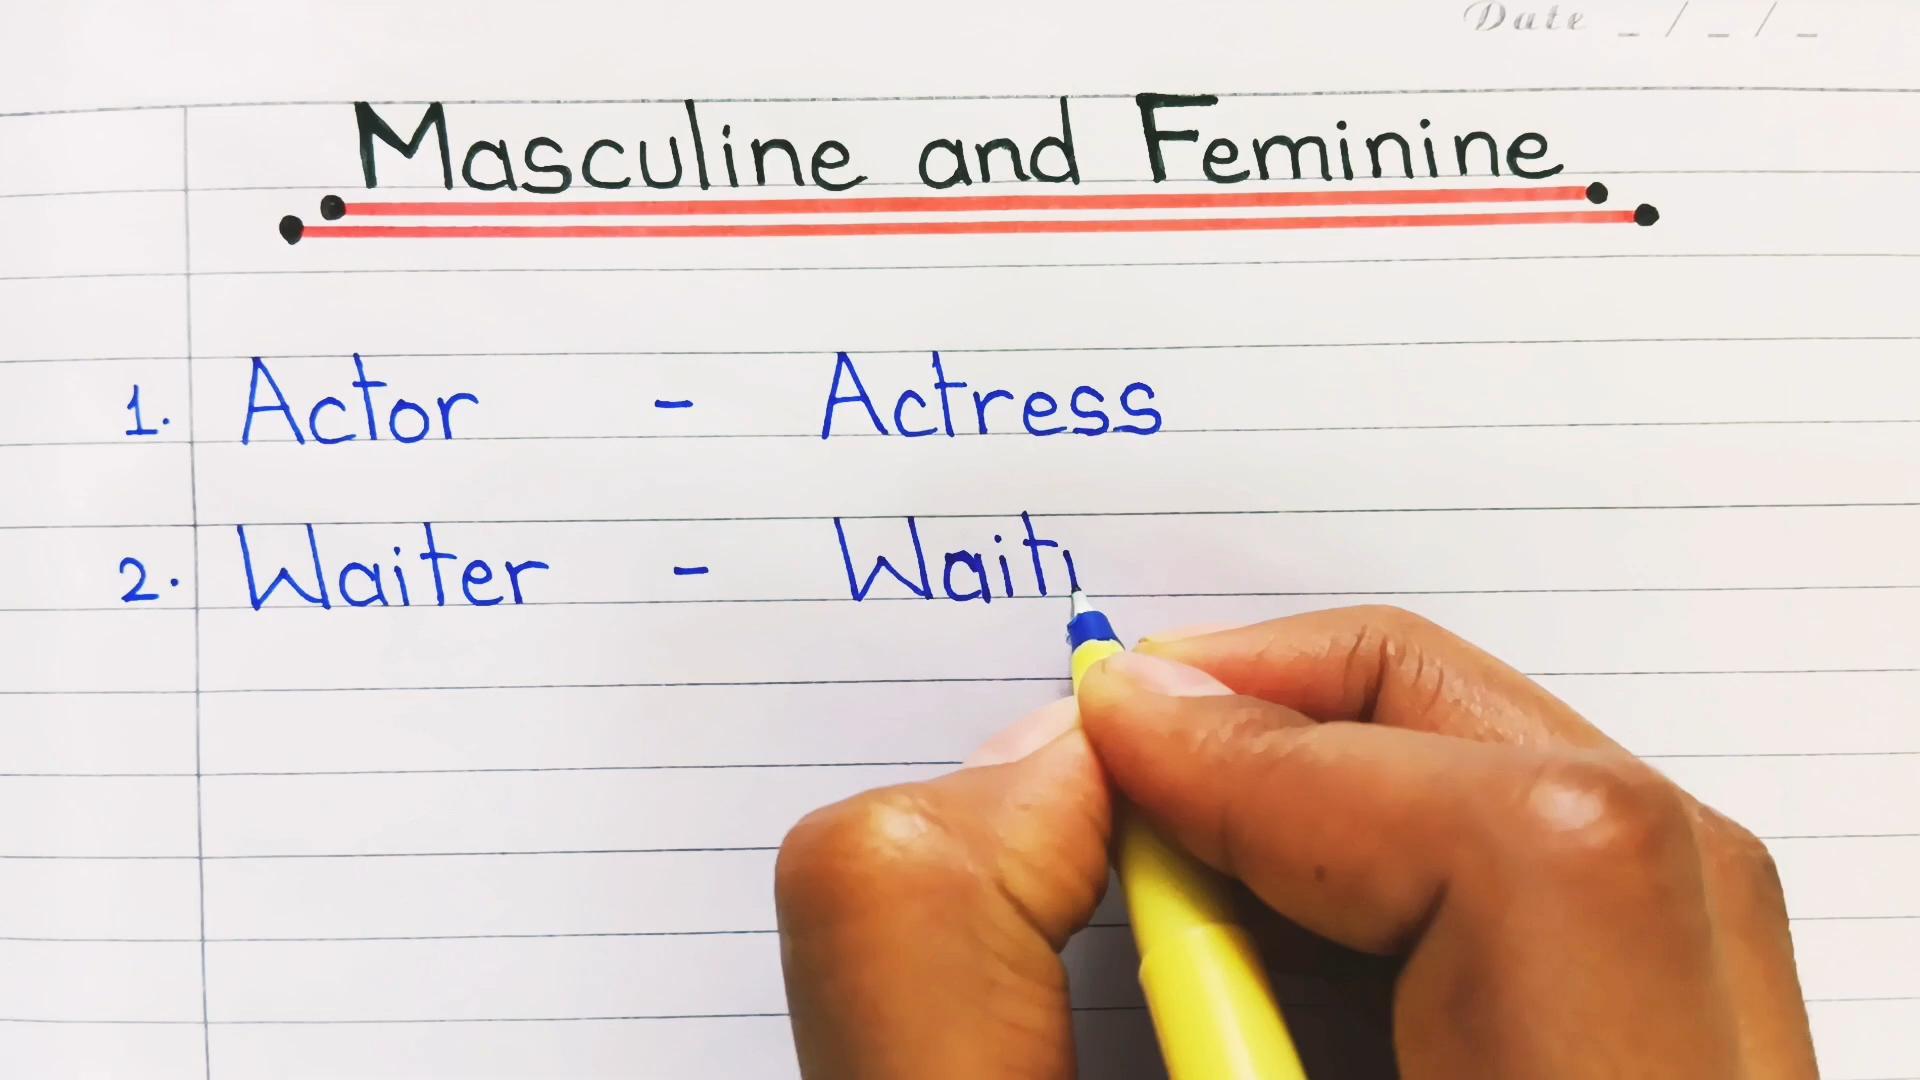 Date _ / _ / _
Masculine and Feminine
1. Actor - Actress
2. Waiter - Wait